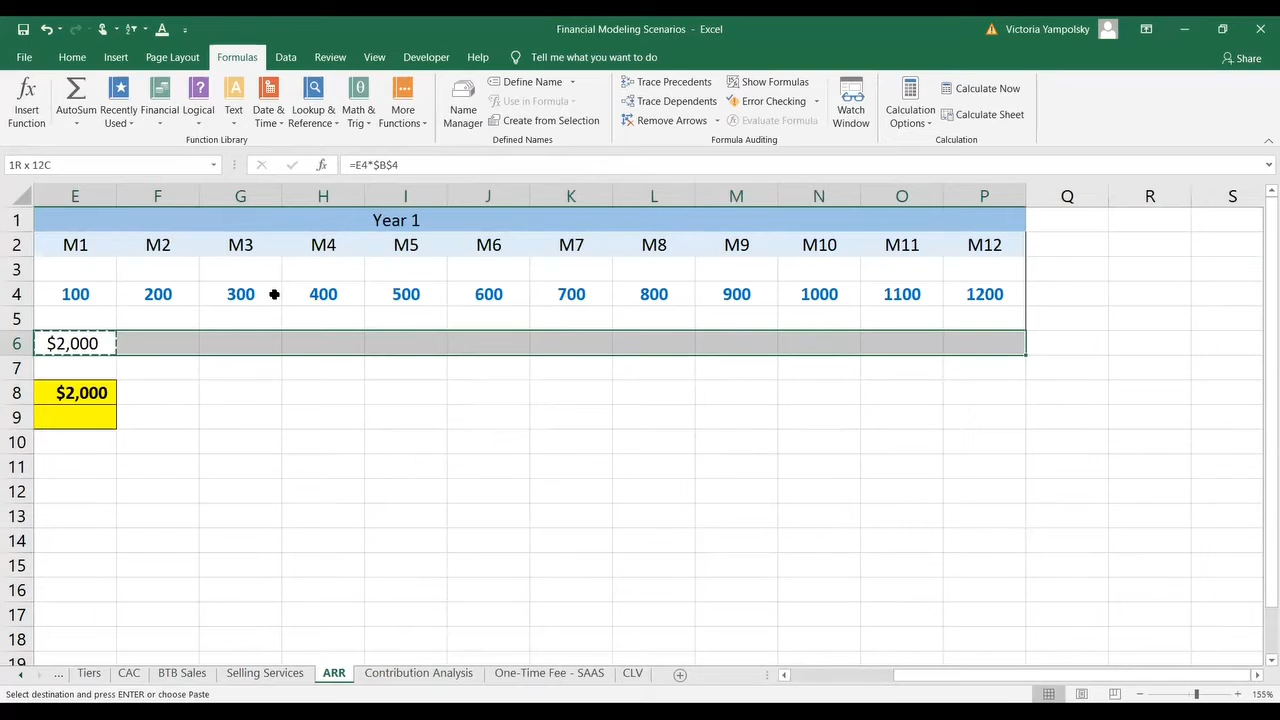 Financial Modeling Scenarios - Excel
Victoria Yampolsky
File Home Insert Page Layout Formulas Data Review View Developer Help Tell me what you want to do Share
Insert Function
AutoSum
Recently Used
Financial
Logical
Text
Date & Time
Lookup & Reference
Math & Trig
More Functions
Function Library
Name Manager
Define Name
Use in Formula
Create from Selection
Defined Names
Trace Precedents
Trace Dependents
Remove Arrows
Show Formulas
Error Checking
Evaluate Formula
Formula Auditing
Watch Window
Calculation Options
Calculate Now
Calculate Sheet
Calculation
1R x 12C fx =E4*$B$4
E F G H I J K L M N O P Q R S
1 Year 1
2 M1 M2 M3 M4 M5 M6 M7 M8 M9 M10 M11 M12
3
4 100 200 300 400 500 600 700 800 900 1000 1100 1200
5
6 $2,000
7
8 $2,000
9
10
11
12
13
14
15
16
17
18
19
... Tiers CAC BTB Sales Selling Services ARR Contribution Analysis One-Time Fee - SAAS CLV
Select destination and press ENTER or choose Paste 155%